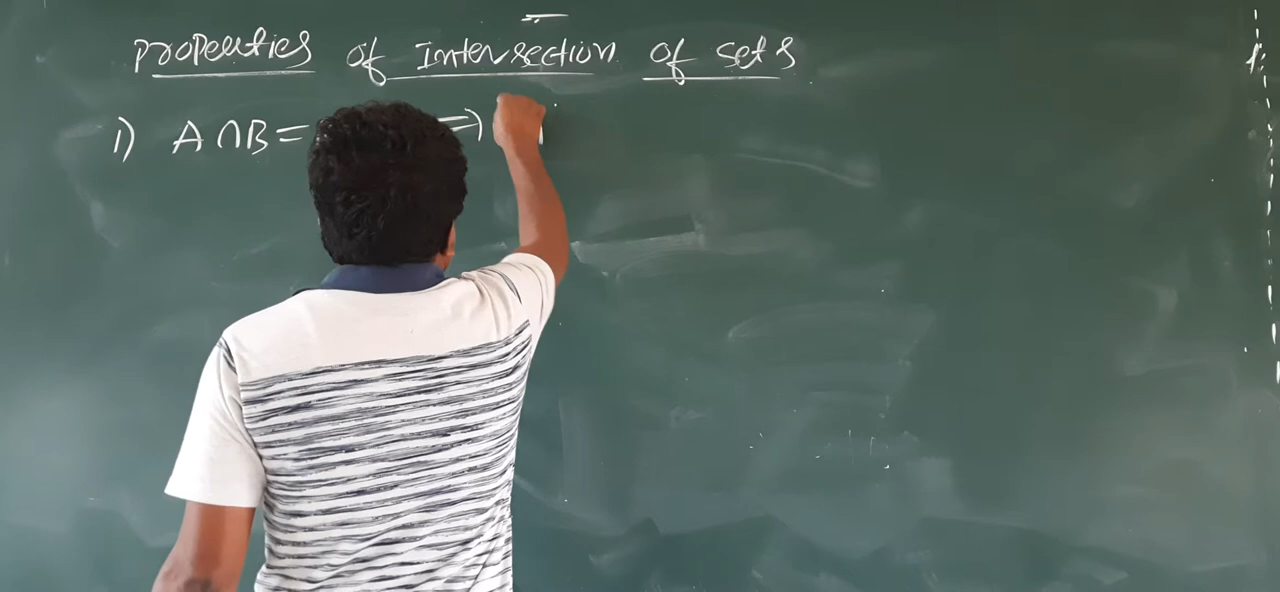 Properties of Intersection of sets
1) A∩B = ⇒